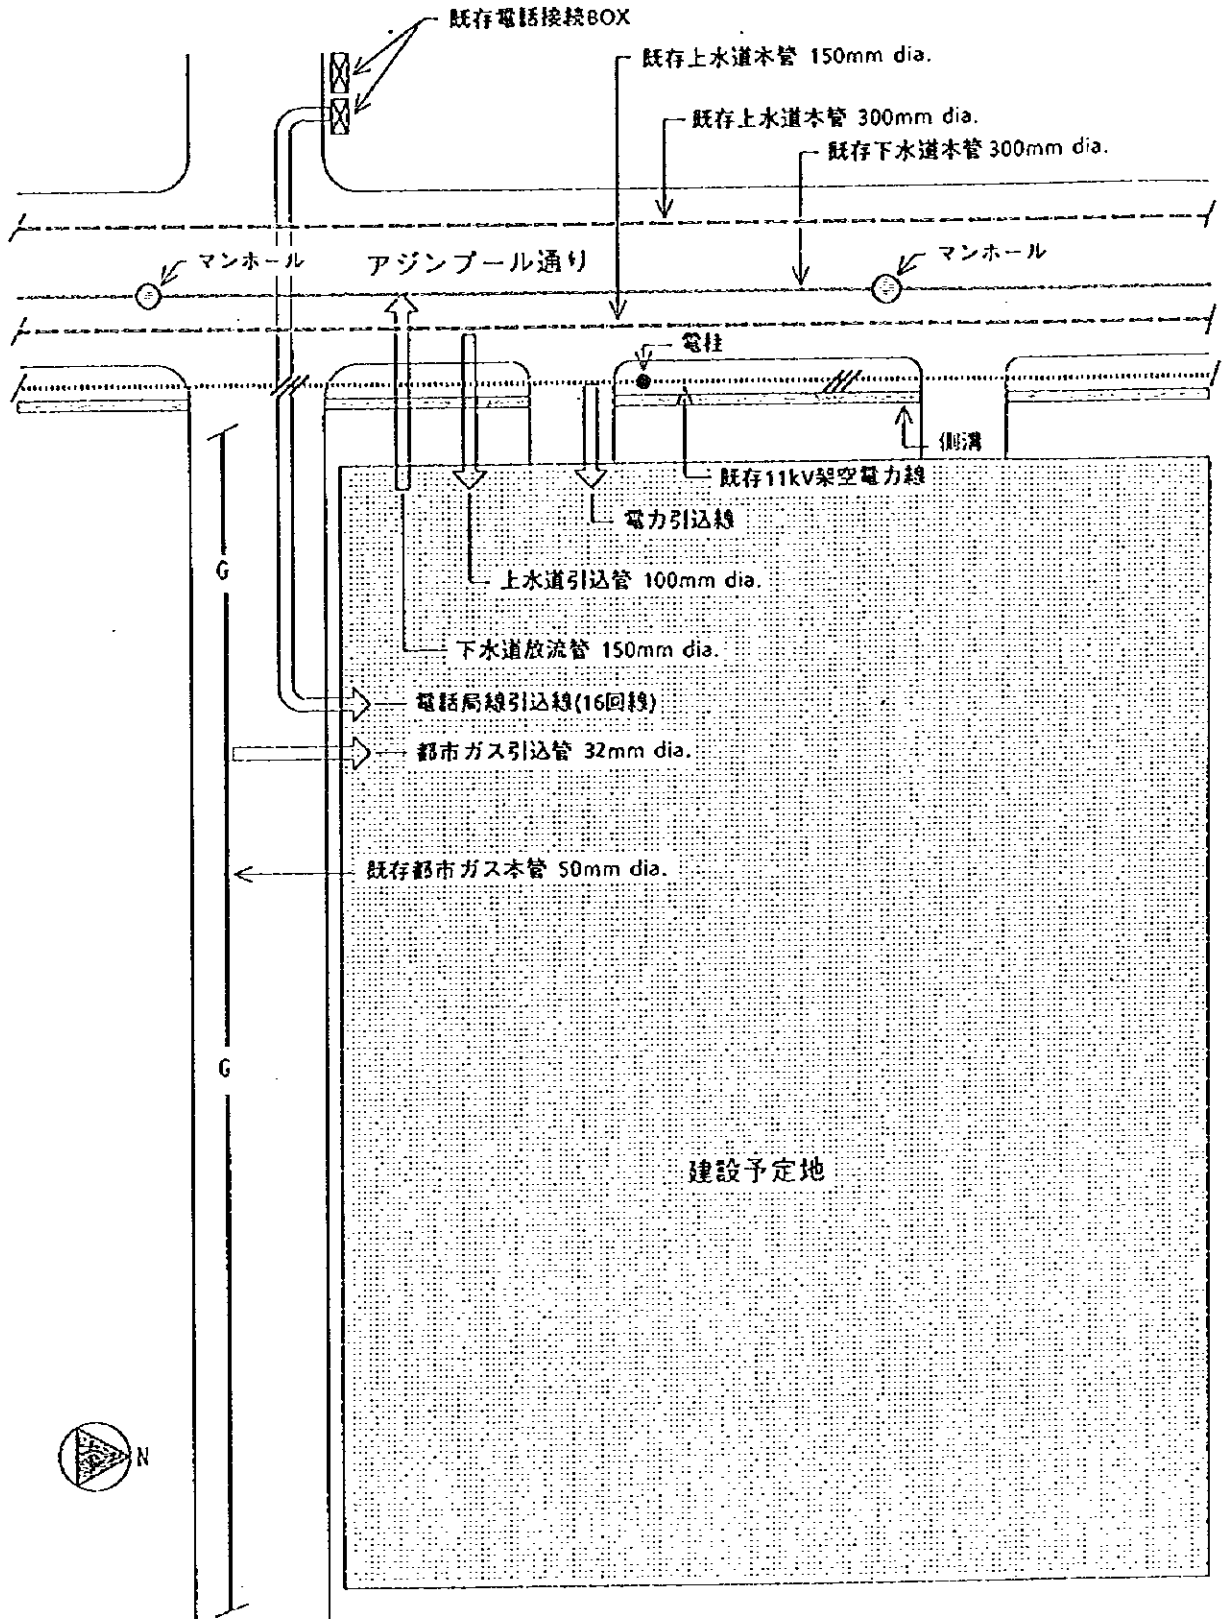 既存電話接続BOX
既存上水道本管 150mm dia.
既存上水道本管 300mm dia.
既存下水道本管 300mm dia.
マンホール
アジンプール通り
マンホール
電柱
側溝
既存11kV架空電力線
電力引込線
上水道引込管 100mm dia.
下水道放流管 150mm dia.
電話局線引込線(16回線)
都市ガス引込管 32mm dia.
既存都市ガス本管 50mm dia.
G
G
建設予定地
N